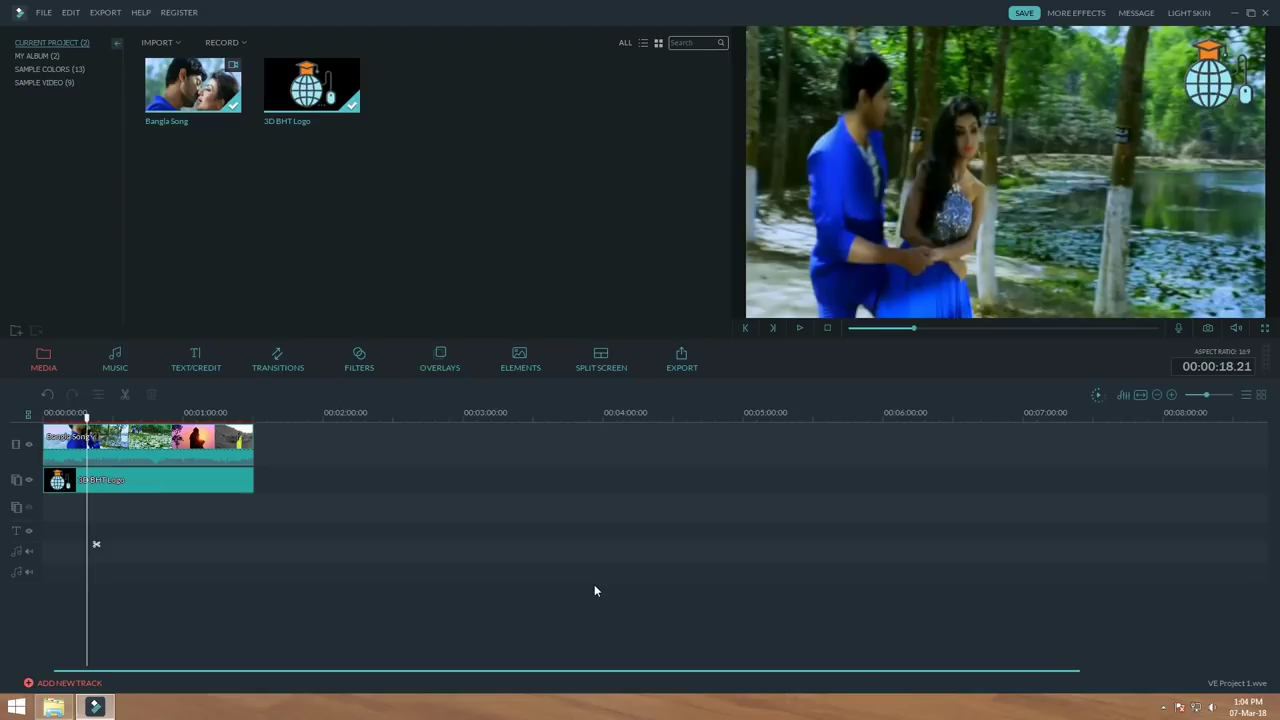 FILE EDIT EXPORT HELP REGISTER SAVE MORE EFFECTS MESSAGE LIGHT SKIN
CURRENT PROJECT (2)
MY ALBUM (2)
SAMPLE COLORS (13)
SAMPLE VIDEO (9)
IMPORT RECORD ALL Search
Bangla Song 3D BHT Logo
MEDIA MUSIC TEXT/CREDIT TRANSITIONS FILTERS OVERLAYS ELEMENTS SPLIT SCREEN EXPORT
ASPECT RATIO: 16:9
00:00:18.21
00:00:00:00 00:01:00:00 00:02:00:00 00:03:00:00 00:04:00:00 00:05:00:00 00:06:00:00 00:07:00:00 00:08:00:00
Bangla Song
3D BHT Logo
ADD NEW TRACK VE Project 1.wve
1:04 PM
07-Mar-18